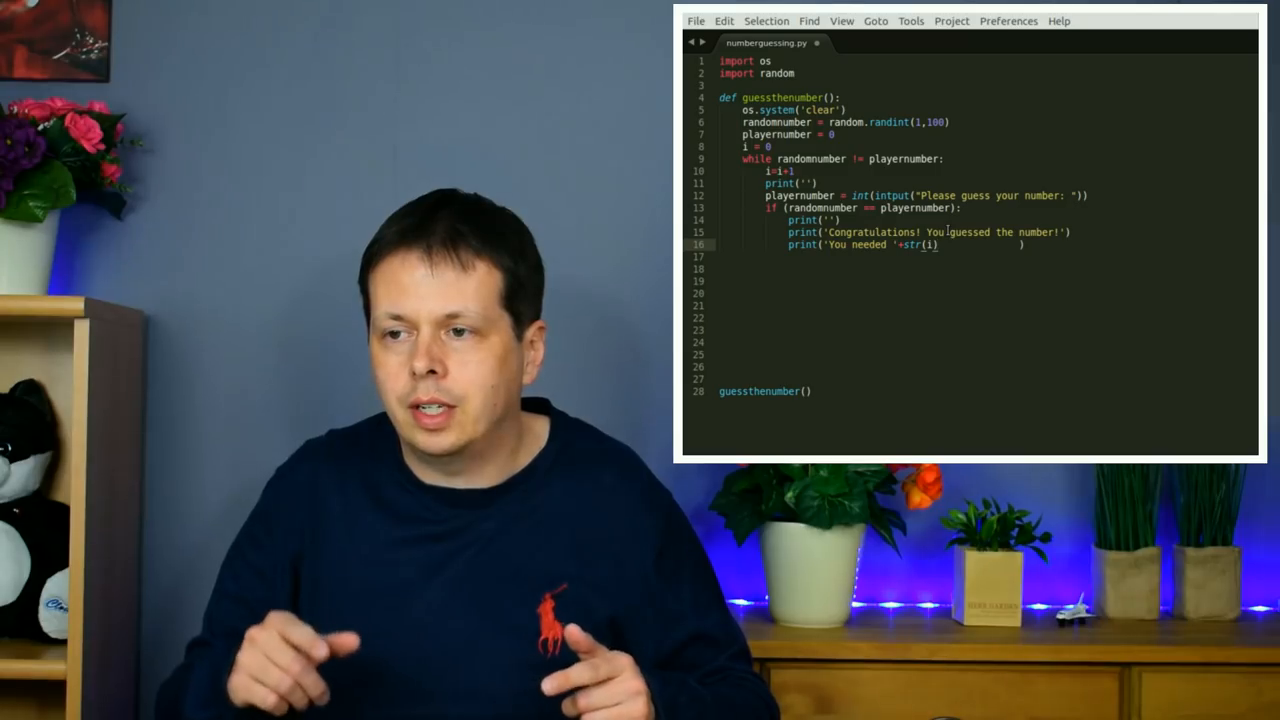 File Edit Selection Find View Goto Tools Project Preferences Help
numberguessing.py
1 import os
2 import random
3
4 def guessthenumber():
5 os.system('clear')
6 randomnumber = random.randint(1,100)
7 playernumber = 0
8 i = 0
9 while randomnumber != playernumber:
10 i=i+1
11 print('')
12 playernumber = int(intput("Please guess your number: "))
13 if (randomnumber == playernumber):
14 print('')
15 print('Congratulations! You guessed the number!')
16 print('You needed '+str(i) )
17
18
19
20
21
22
23
24
25
26
27
28 guessthenumber()